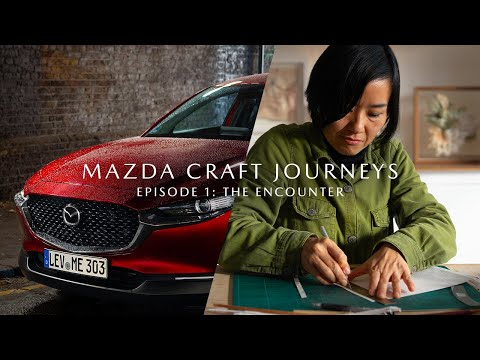 MAZDA CRAFT JOURNEYS
EPISODE 1: THE ENCOUNTER
LEV ME 303